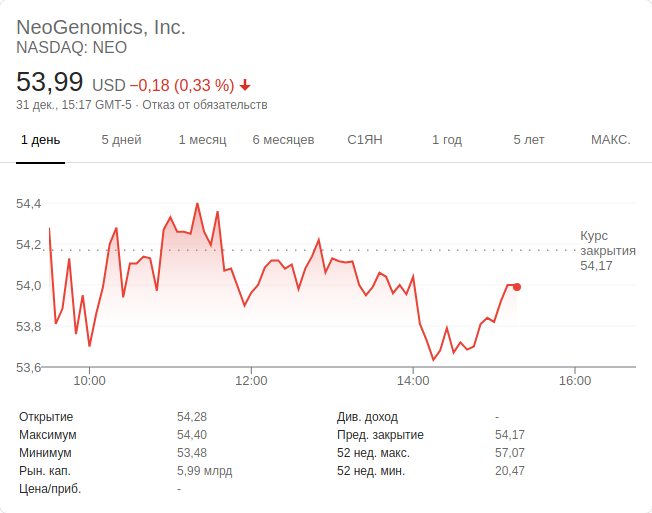 NeoGenomics, Inc.
NASDAQ: NEO
53,99 USD −0,18 (0,33 %)
31 дек., 15:17 GMT-5 · Отказ от обязательств
1 день 5 дней 1 месяц 6 месяцев С1ЯН 1 год 5 лет МАКС.
54,4
54,2
54,0
53,8
53,6
Курс
закрытия
54,17
10:00 12:00 14:00 16:00
Открытие 54,28
Максимум 54,40
Минимум 53,48
Рын. кап. 5,99 млрд
Цена/приб. -
Див. доход -
Пред. закрытие 54,17
52 нед. макс. 57,07
52 нед. мин. 20,47